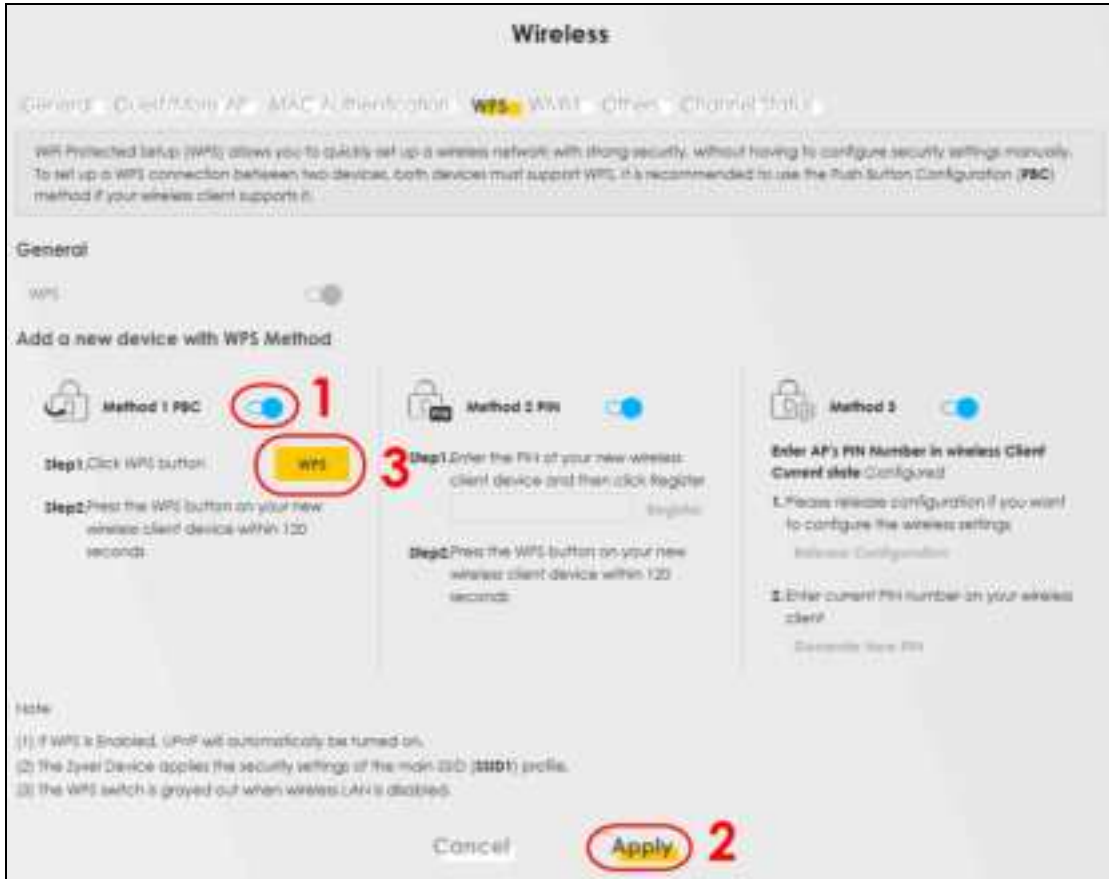 Wireless
General Guest/More AP MAC Authentication WPS WMM Others Channel Status
WiFi Protected Setup (WPS) allows you to quickly set up a wireless network with strong security, without having to configure security settings manually.
To set up a WPS connection between two devices, both devices must support WPS. It is recommended to use the Push Button Configuration (PBC)
method if your wireless client supports it.
General
WPS
Add a new device with WPS Method
Method 1 PBC
1
Step1.Click WPS button
WPS
3
Step2.Press the WPS button on your new
wireless client device within 120
seconds
Method 2 PIN
Step1.Enter the PIN of your new wireless
client device and then click Register
Register
Step2.Press the WPS button on your new
wireless client device within 120
seconds
Method 3
Enter AP's PIN Number in wireless Client
Current state Configured
1.Please release configuration if you want
to configure the wireless settings
Release Configuration
2.Enter current PIN number on your wireless
client
Generate New PIN
Note
(1) If WPS is Enabled, UPnP will automatically be turned on.
(2) The Zyxel Device applies the security settings of the main SSID (SSID1) profile.
(3) The WPS switch is grayed out when wireless LAN is disabled.
Cancel
Apply
2